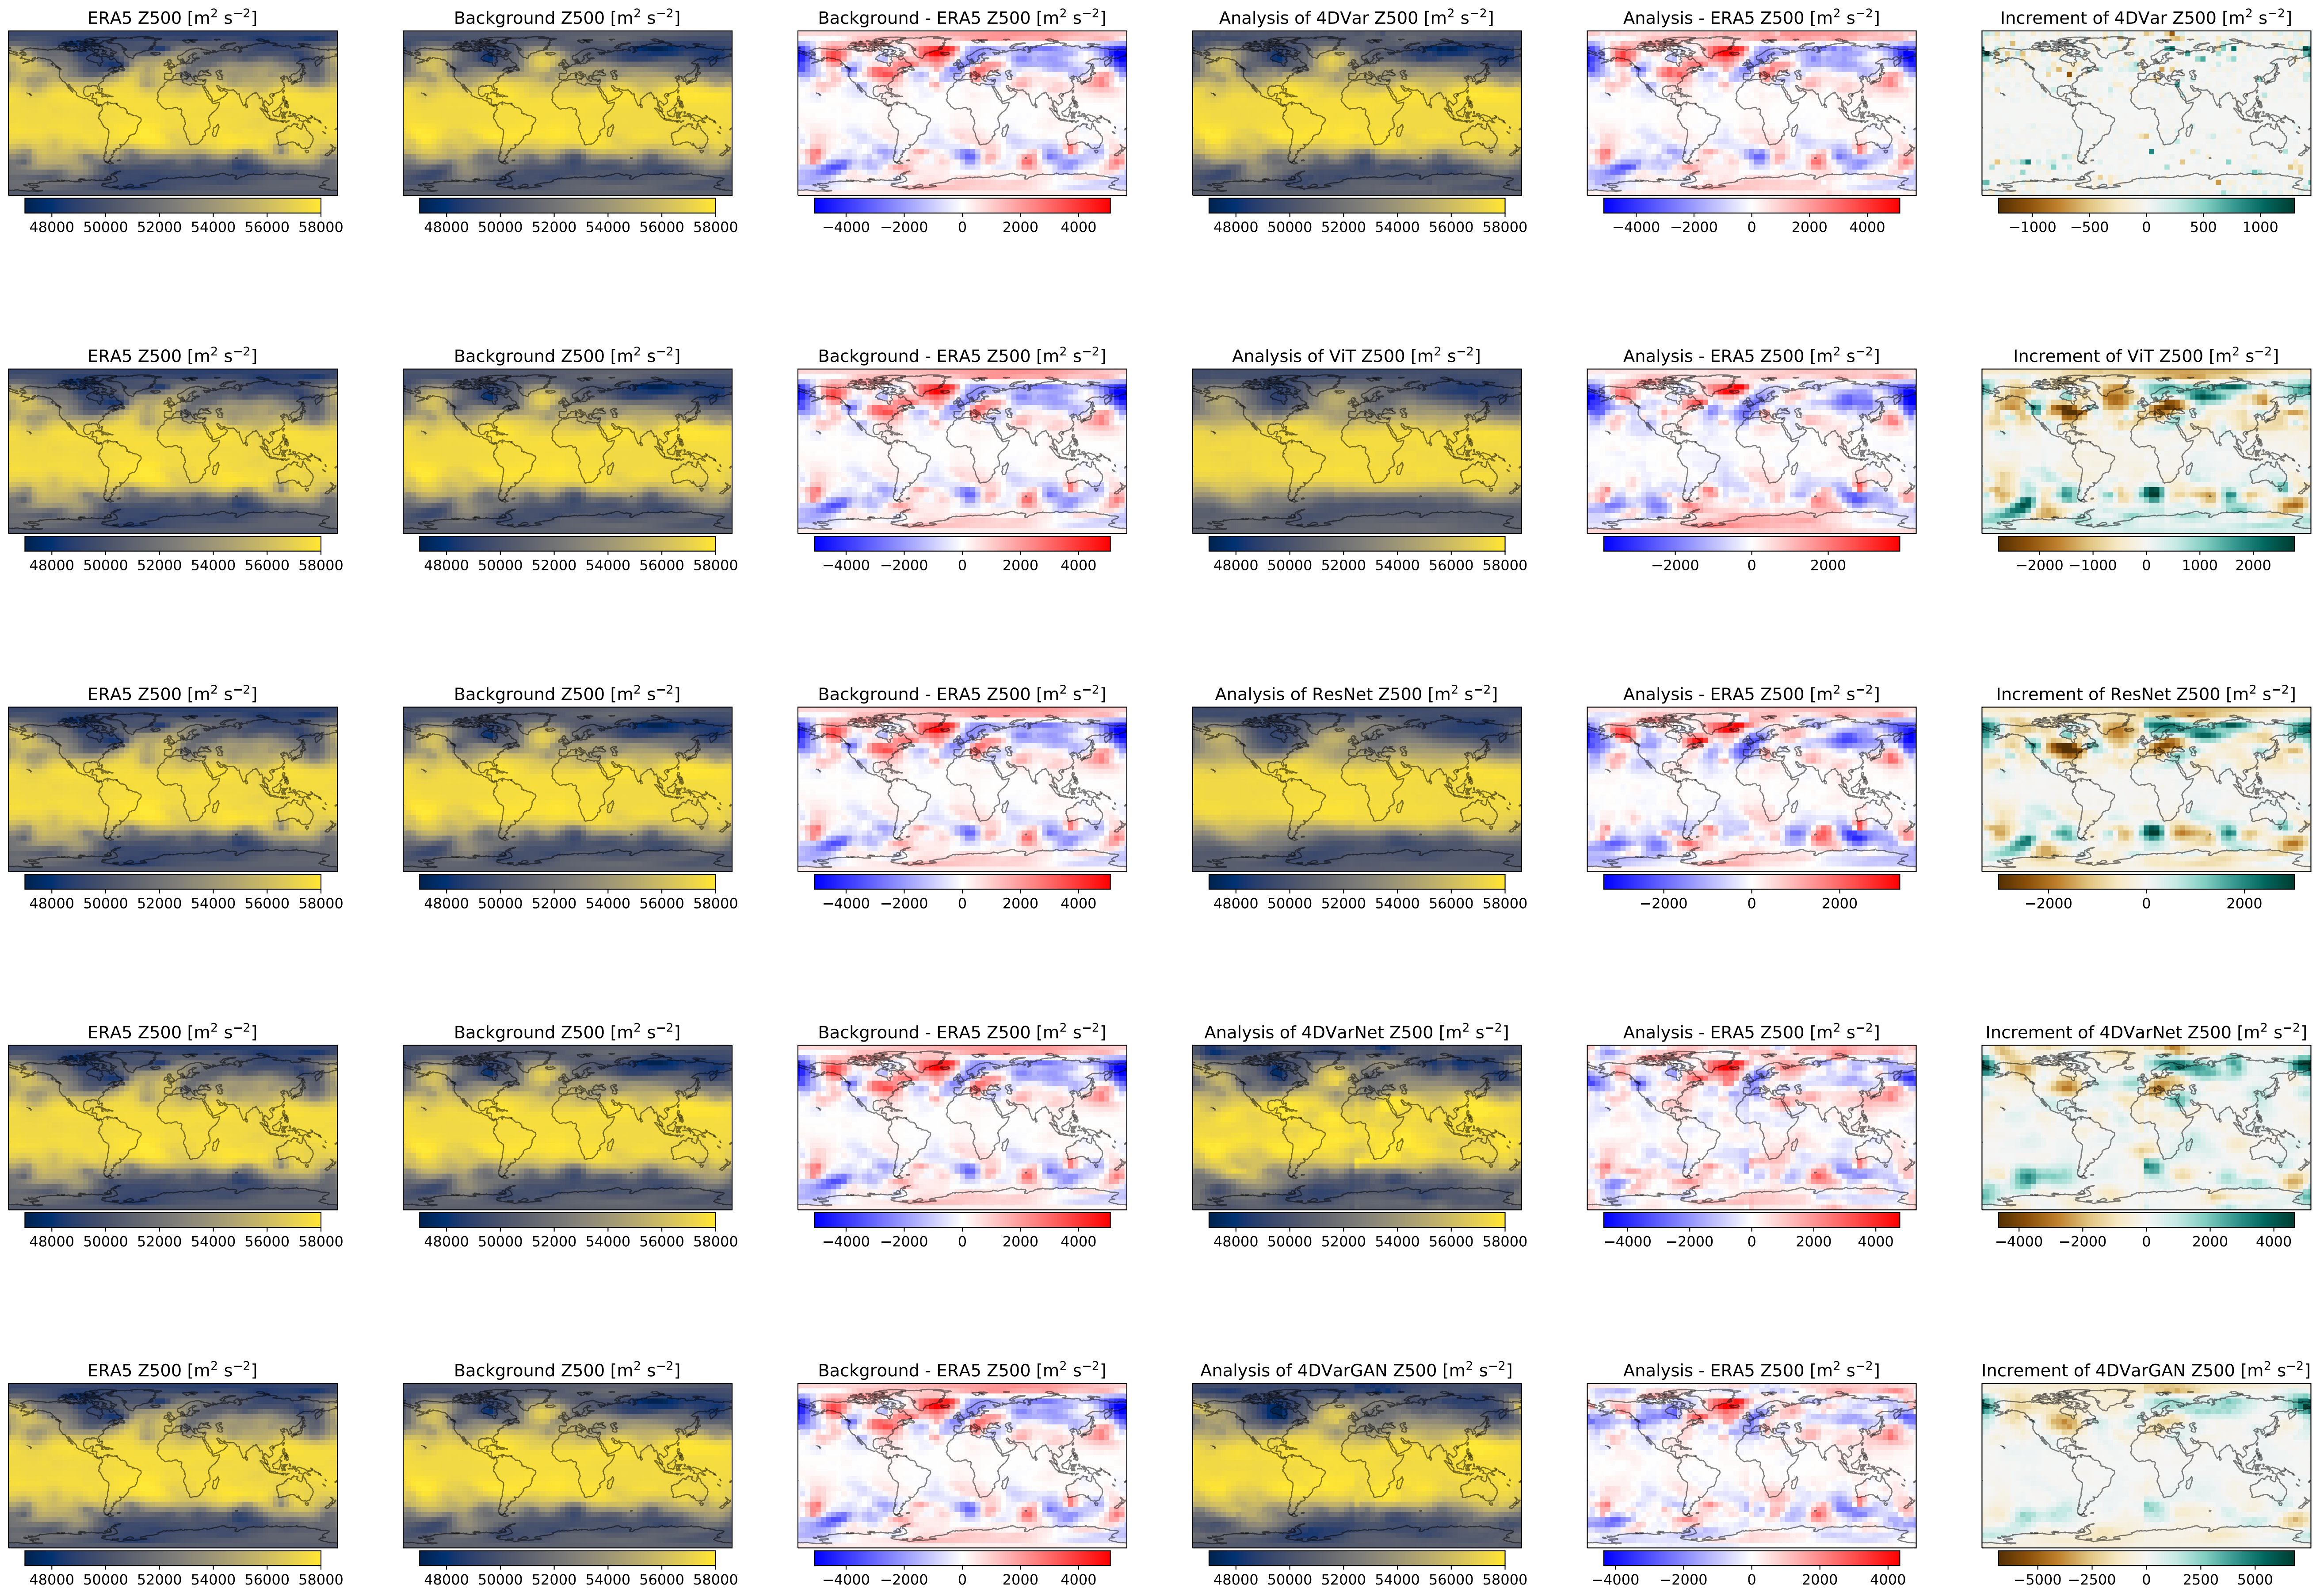 ERA5 Z500 [m² s⁻²] Background Z500 [m² s⁻²] Background - ERA5 Z500 [m² s⁻²] Analysis of 4DVar Z500 [m² s⁻²] Analysis - ERA5 Z500 [m² s⁻²] Increment of 4DVar Z500 [m² s⁻²]
48000 50000 52000 54000 56000 58000 48000 50000 52000 54000 56000 58000 −4000 −2000 0 2000 4000 48000 50000 52000 54000 56000 58000 −4000 −2000 0 2000 4000 −1000 −500 0 500 1000
ERA5 Z500 [m² s⁻²] Background Z500 [m² s⁻²] Background - ERA5 Z500 [m² s⁻²] Analysis of ViT Z500 [m² s⁻²] Analysis - ERA5 Z500 [m² s⁻²] Increment of ViT Z500 [m² s⁻²]
48000 50000 52000 54000 56000 58000 48000 50000 52000 54000 56000 58000 −4000 −2000 0 2000 4000 48000 50000 52000 54000 56000 58000 −2000 0 2000 −2000 −1000 0 1000 2000
ERA5 Z500 [m² s⁻²] Background Z500 [m² s⁻²] Background - ERA5 Z500 [m² s⁻²] Analysis of ResNet Z500 [m² s⁻²] Analysis - ERA5 Z500 [m² s⁻²] Increment of ResNet Z500 [m² s⁻²]
48000 50000 52000 54000 56000 58000 48000 50000 52000 54000 56000 58000 −4000 −2000 0 2000 4000 48000 50000 52000 54000 56000 58000 −2000 0 2000 −2000 0 2000
ERA5 Z500 [m² s⁻²] Background Z500 [m² s⁻²] Background - ERA5 Z500 [m² s⁻²] Analysis of 4DVarNet Z500 [m² s⁻²] Analysis - ERA5 Z500 [m² s⁻²] Increment of 4DVarNet Z500 [m² s⁻²]
48000 50000 52000 54000 56000 58000 48000 50000 52000 54000 56000 58000 −4000 −2000 0 2000 4000 48000 50000 52000 54000 56000 58000 −4000 −2000 0 2000 4000 −4000 −2000 0 2000 4000
ERA5 Z500 [m² s⁻²] Background Z500 [m² s⁻²] Background - ERA5 Z500 [m² s⁻²] Analysis of 4DVarGAN Z500 [m² s⁻²] Analysis - ERA5 Z500 [m² s⁻²] Increment of 4DVarGAN Z500 [m² s⁻²]
48000 50000 52000 54000 56000 58000 48000 50000 52000 54000 56000 58000 −4000 −2000 0 2000 4000 48000 50000 52000 54000 56000 58000 −4000 −2000 0 2000 4000 −5000 −2500 0 2500 5000